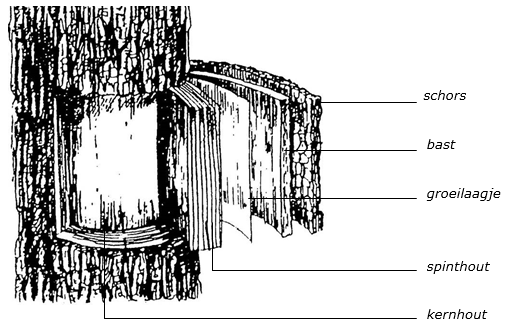 schors
bast
groeilaagje
spinthout
kernhout